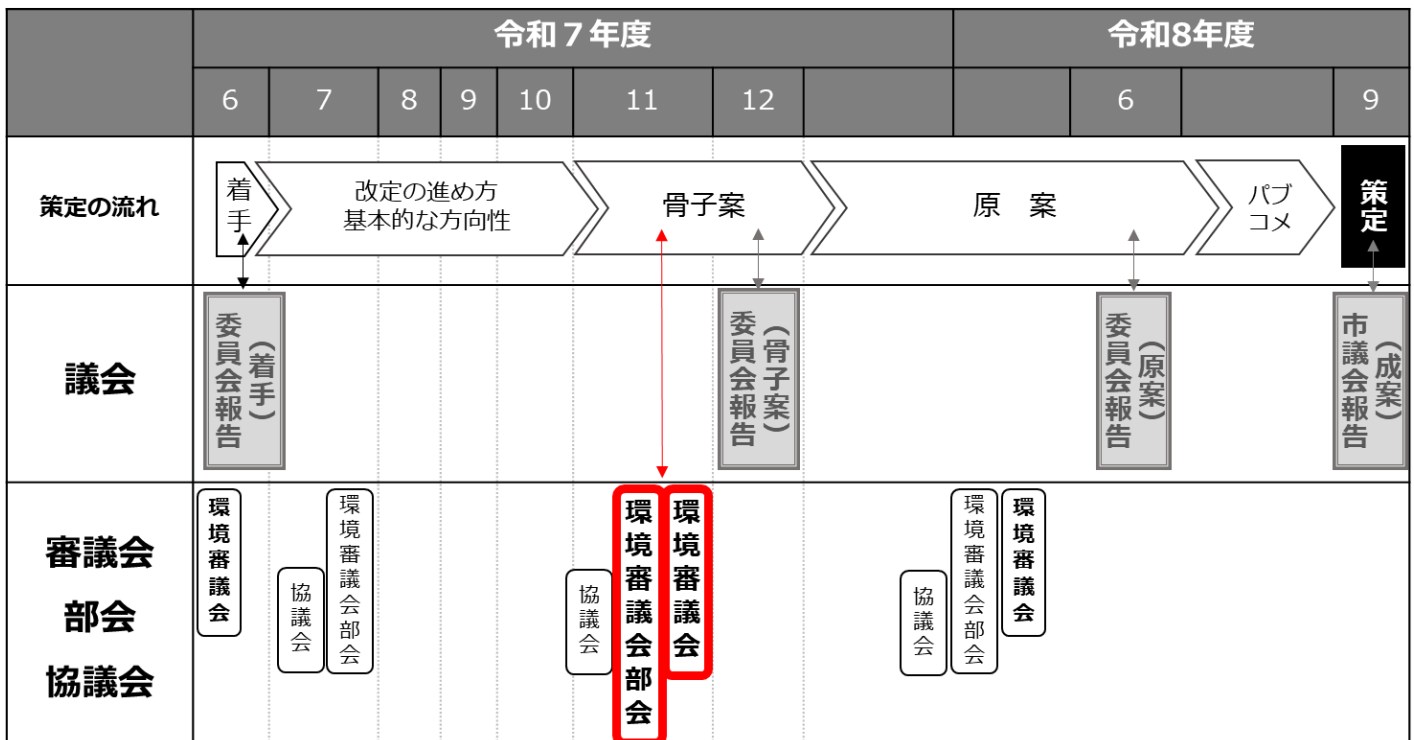 令和７年度
令和8年度
6
7
8
9
10
11
12
6
9
策定の流れ
着手
改定の進め方
基本的な方向性
骨子案
原　案
パブ
コメ
策定
議会
委員会報告
（着手）
委員会報告
（骨子案）
委員会報告
（原案）
市議会報告
（成案）
審議会
部会
協議会
環境審議会
協議会
環境審議会部会
協議会
環境審議会部会
環境審議会
協議会
環境審議会部会
環境審議会